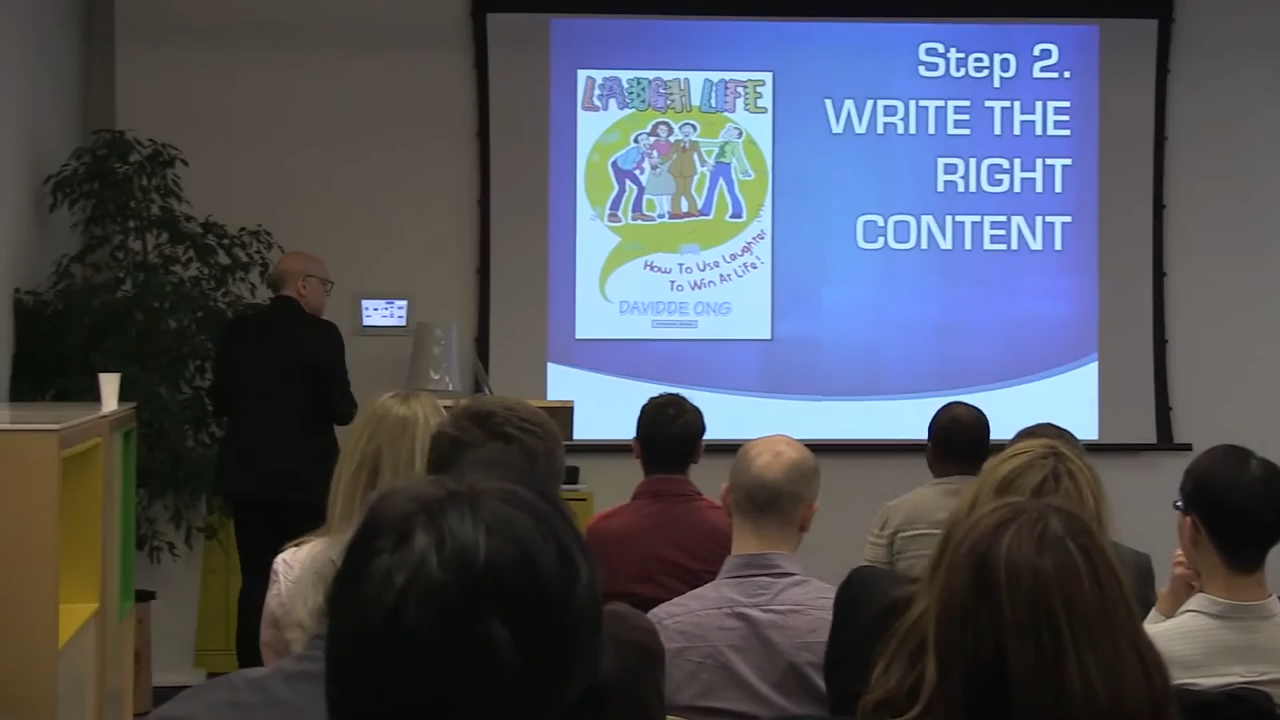 Step 2.
WRITE THE
RIGHT
CONTENT
LAUGH LIFE
How To Use Laughter
To Win At Life!
DAVIDDE ONG